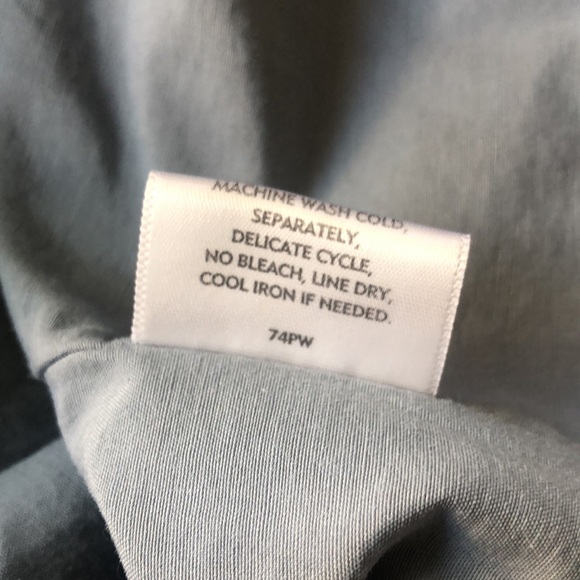 MACHINE WASH COLD,
SEPARATELY,
DELICATE CYCLE,
NO BLEACH, LINE DRY,
COOL IRON IF NEEDED.
74PW